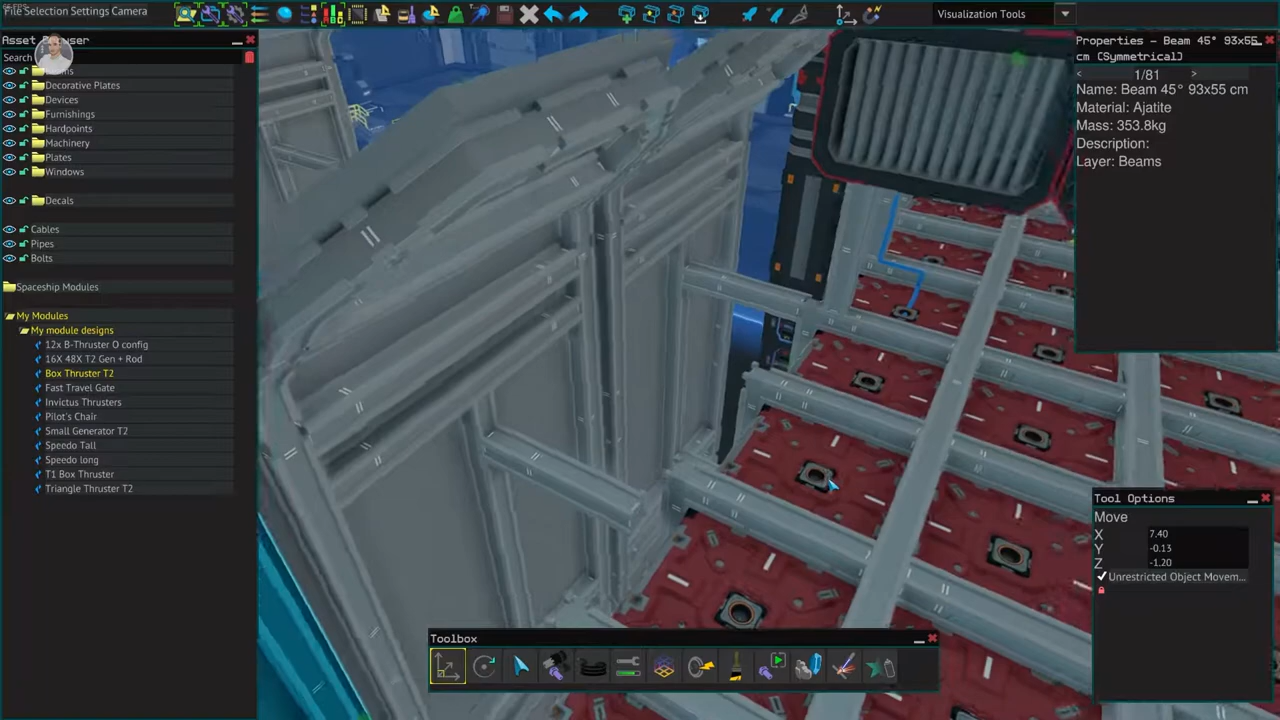 File Selection Settings Camera
Visualization Tools
Asset Browser
Search
Decorative Plates
Devices
Furnishings
Hardpoints
Machinery
Plates
Windows
Decals
Cables
Pipes
Bolts
Spaceship Modules
My Modules
My module designs
12x B-Thruster O config
16X 48X T2 Gen + Rod
Box Thruster T2
Fast Travel Gate
Invictus Thrusters
Pilot's Chair
Small Generator T2
Speedo Tall
Speedo long
T1 Box Thruster
Triangle Thruster T2
Properties - Beam 45° 93x55
cm (Symmetrical)
< 1/81 >
Name: Beam 45° 93x55 cm
Material: Ajatite
Mass: 353.8kg
Description:
Layer: Beams
Tool Options
Move
X 7.40
Y -0.13
Z -1.20
Unrestricted Object Movem...
Toolbox